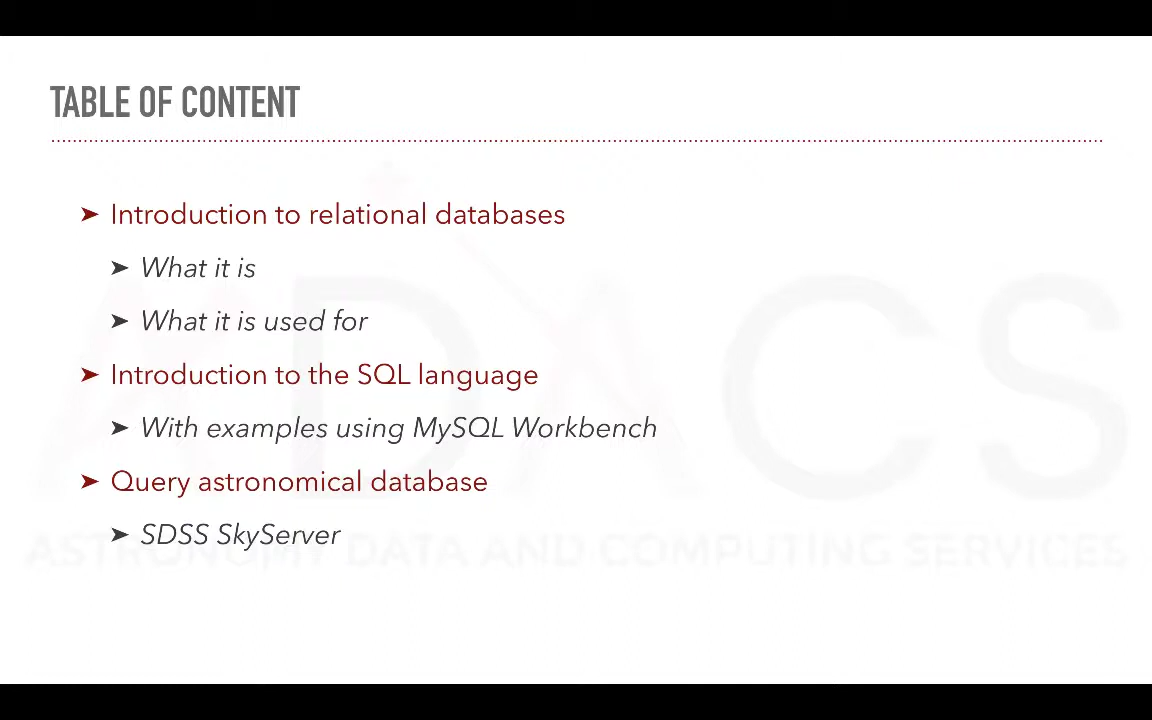 TABLE OF CONTENT
➤ Introduction to relational databases
➤ What it is
➤ What it is used for
➤ Introduction to the SQL language
➤ With examples using MySQL Workbench
➤ Query astronomical database
➤ SDSS SkyServer
ADACS
ASTRONOMY DATA AND COMPUTING SERVICES